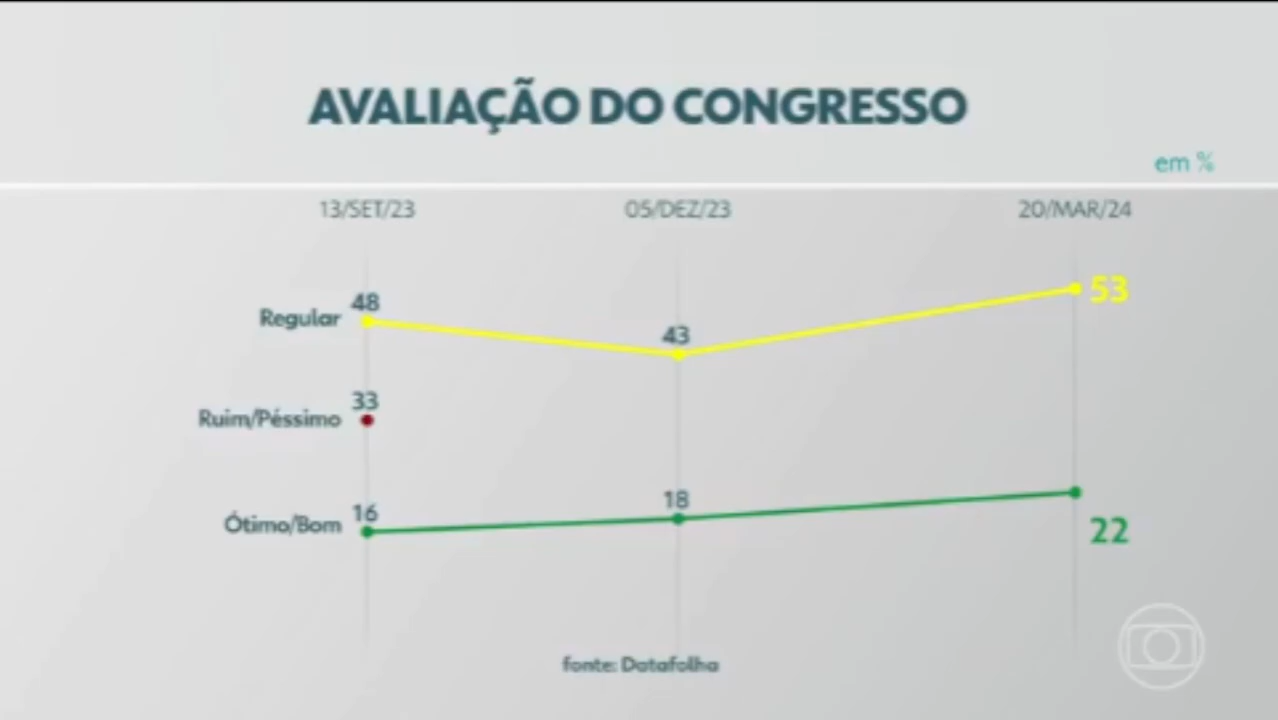 AVALIAÇÃO DO CONGRESSO
em %
13/SET/23 05/DEZ/23 20/MAR/24
Regular 48 43 53
Ruim/Péssimo 33
Ótimo/Bom 16 18 22
fonte: Datafolha